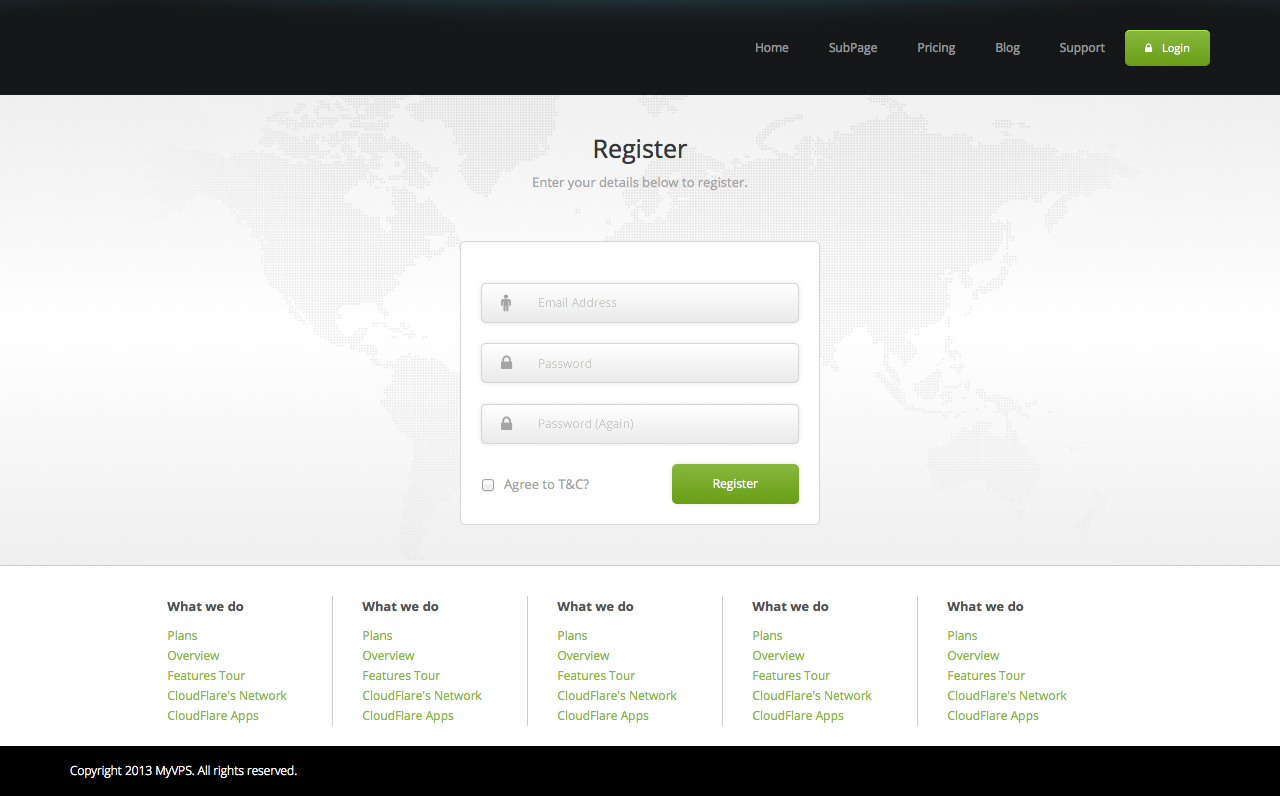 Home SubPage Pricing Blog Support Login
Register
Enter your details below to register.
Email Address
Password
Password (Again)
Agree to T&C? Register
What we do What we do What we do What we do What we do
Plans Plans Plans Plans Plans
Overview Overview Overview Overview Overview
Features Tour Features Tour Features Tour Features Tour Features Tour
CloudFlare's Network CloudFlare's Network CloudFlare's Network CloudFlare's Network CloudFlare's Network
CloudFlare Apps CloudFlare Apps CloudFlare Apps CloudFlare Apps CloudFlare Apps
Copyright 2013 MyVPS. All rights reserved.